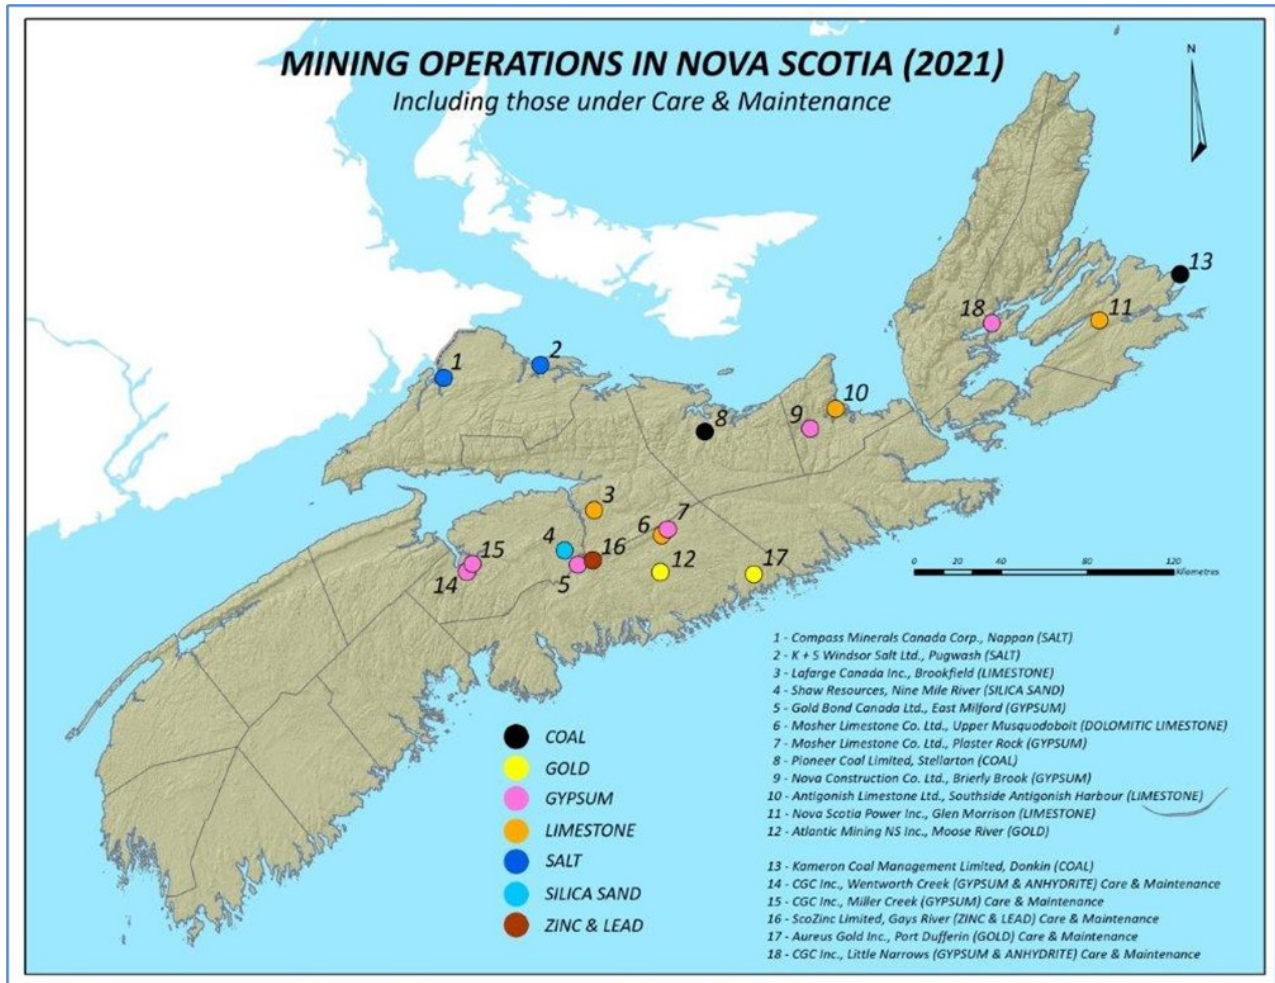 MINING OPERATIONS IN NOVA SCOTIA (2021)
Including those under Care & Maintenance
N
13
18
11
2
1
10
9
8
3
7
6
4
16
15
12
17
14
5
0 20 40 80 120
Kilometres
1 - Compass Minerals Canada Corp., Nappan (SALT)
2 - K + S Windsor Salt Ltd., Pugwash (SALT)
3 - Lafarge Canada Inc., Brookfield (LIMESTONE)
4 - Shaw Resources, Nine Mile River (SILICA SAND)
5 - Gold Bond Canada Ltd., East Milford (GYPSUM)
6 - Mosher Limestone Co. Ltd., Upper Musquodoboit (DOLOMITIC LIMESTONE)
7 - Mosher Limestone Co. Ltd., Plaster Rock (GYPSUM)
8 - Pioneer Coal Limited, Stellarton (COAL)
9 - Nova Construction Co. Ltd., Brierly Brook (GYPSUM)
10 - Antigonish Limestone Ltd., Southside Antigonish Harbour (LIMESTONE)
11 - Nova Scotia Power Inc., Glen Morrison (LIMESTONE)
12 - Atlantic Mining NS Inc., Moose River (GOLD)
13 - Kameron Coal Management Limited, Donkin (COAL)
14 - CGC Inc., Wentworth Creek (GYPSUM & ANHYDRITE) Care & Maintenance
15 - CGC Inc., Miller Creek (GYPSUM) Care & Maintenance
16 - ScoZinc Limited, Gays River (ZINC & LEAD) Care & Maintenance
17 - Aureus Gold Inc., Port Dufferin (GOLD) Care & Maintenance
18 - CGC Inc., Little Narrows (GYPSUM & ANHYDRITE) Care & Maintenance
COAL
GOLD
GYPSUM
LIMESTONE
SALT
SILICA SAND
ZINC & LEAD